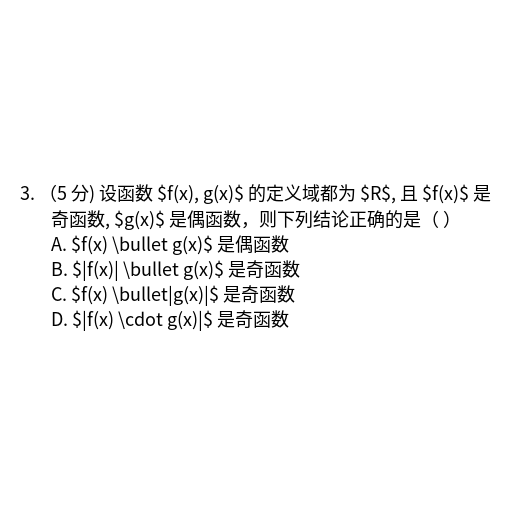 3. （5 分) 设函数 $f(x), g(x)$ 的定义域都为 $R$, 且 $f(x)$ 是
奇函数, $g(x)$ 是偶函数，则下列结论正确的是（ ）
A. $f(x) \bullet g(x)$ 是偶函数
B. $|f(x)| \bullet g(x)$ 是奇函数
C. $f(x) \bullet|g(x)|$ 是奇函数
D. $|f(x) \cdot g(x)|$ 是奇函数